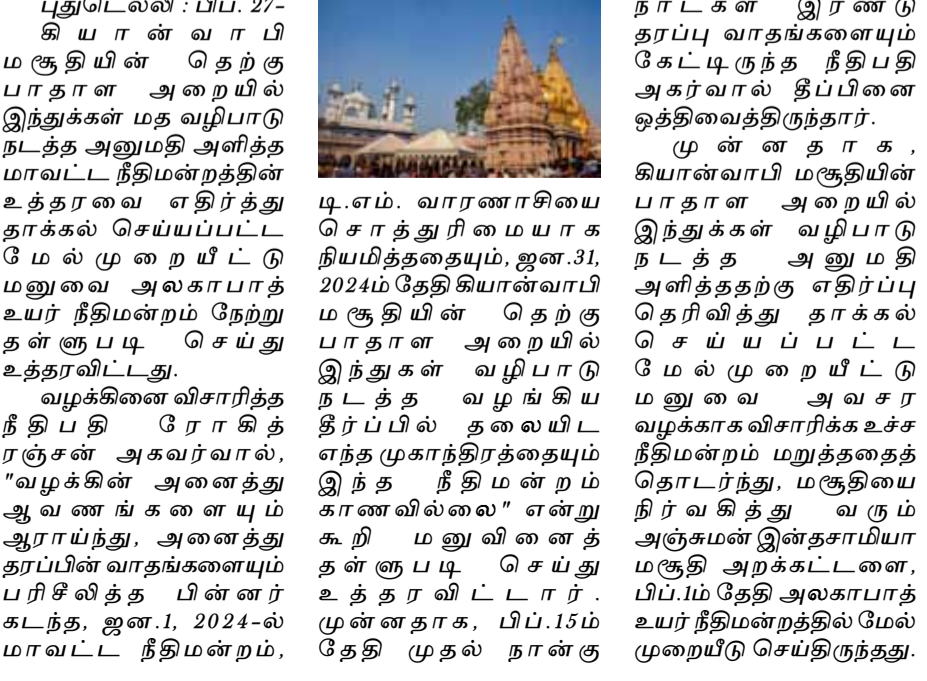 புதுடெல்லி : பிப். 27-
கியான்வாபி
மசூதியின் தெற்கு
பாதாள அறையில்
இந்துக்கள் மத வழிபாடு
நடத்த அனுமதி அளித்த
மாவட்ட நீதிமன்றத்தின்
உத்தரவை எதிர்த்து
தாக்கல் செய்யப்பட்ட
மேல்முறையீட்டு
மனுவை அலகாபாத்
உயர் நீதிமன்றம் நேற்று
தள்ளுபடி செய்து
உத்தரவிட்டது.
வழக்கினை விசாரித்த
நீதிபதி ரோகித்
ரஞ்சன் அகவர்வால்,
"வழக்கின் அனைத்து
ஆவணங்களையும்
ஆராய்ந்து, அனைத்து
தரப்பின் வாதங்களையும்
பரிசீலித்த பின்னர்
கடந்த, ஜன.1, 2024-ல்
மாவட்ட நீதிமன்றம்,
டி.எம். வாரணாசியை
சொத்துரிமையாக
நியமித்ததையும், ஜன.31,
2024ம் தேதி கியான்வாபி
மசூதியின் தெற்கு
பாதாள அறையில்
இந்துகள் வழிபாடு
நடத்த வழங்கிய
தீர்ப்பில் தலையிட
எந்த முகாந்திரத்தையும்
இந்த நீதிமன்றம்
காணவில்லை" என்று
கூறி மனுவினைத்
தள்ளுபடி செய்து
உத்தரவிட்டார்.
முன்னதாக, பிப்.15ம்
தேதி முதல் நான்கு
நாட்கள் இரண்டு
தரப்பு வாதங்களையும்
கேட்டிருந்த நீதிபதி
அகர்வால் தீப்பினை
ஒத்திவைத்திருந்தார்.
முன்னதாக,
கியான்வாபி மசூதியின்
பாதாள அறையில்
இந்துக்கள் வழிபாடு
நடத்த அனுமதி
அளித்ததற்கு எதிர்ப்பு
தெரிவித்து தாக்கல்
செய்யப்பட்ட
மேல்முறையீட்டு
மனுவை அவசர
வழக்காக விசாரிக்க உச்ச
நீதிமன்றம் மறுத்ததைத்
தொடர்ந்து, மசூதியை
நிர்வகித்து வரும்
அஞ்சுமன் இன்தசாமியா
மசூதி அறக்கட்டளை,
பிப்.1ம் தேதி அலகாபாத்
உயர் நீதிமன்றத்தில் மேல்
முறையீடு செய்திருந்தது.